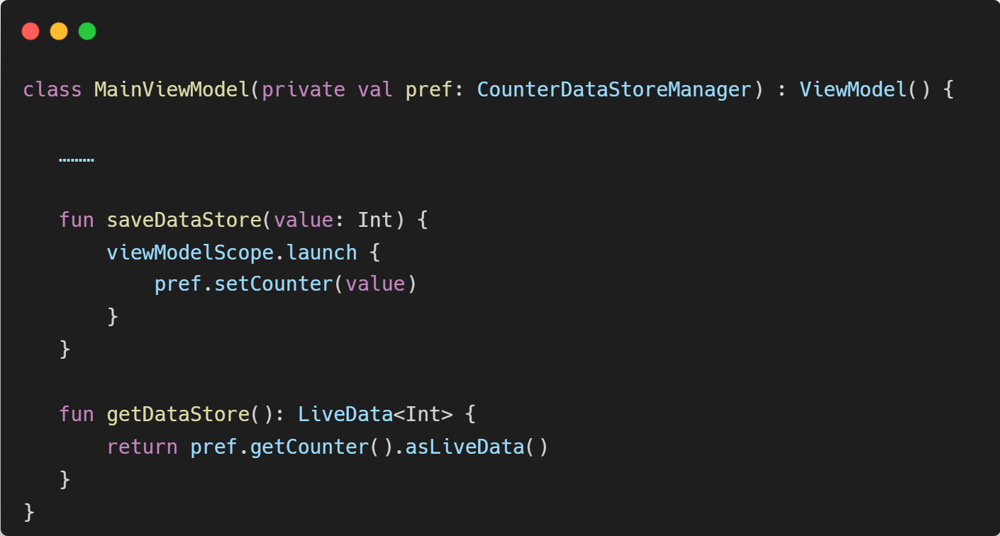 class MainViewModel(private val pref: CounterDataStoreManager) : ViewModel() {
………
fun saveDataStore(value: Int) {
viewModelScope.launch {
pref.setCounter(value)
}
}
fun getDataStore(): LiveData<Int> {
return pref.getCounter().asLiveData()
}
}